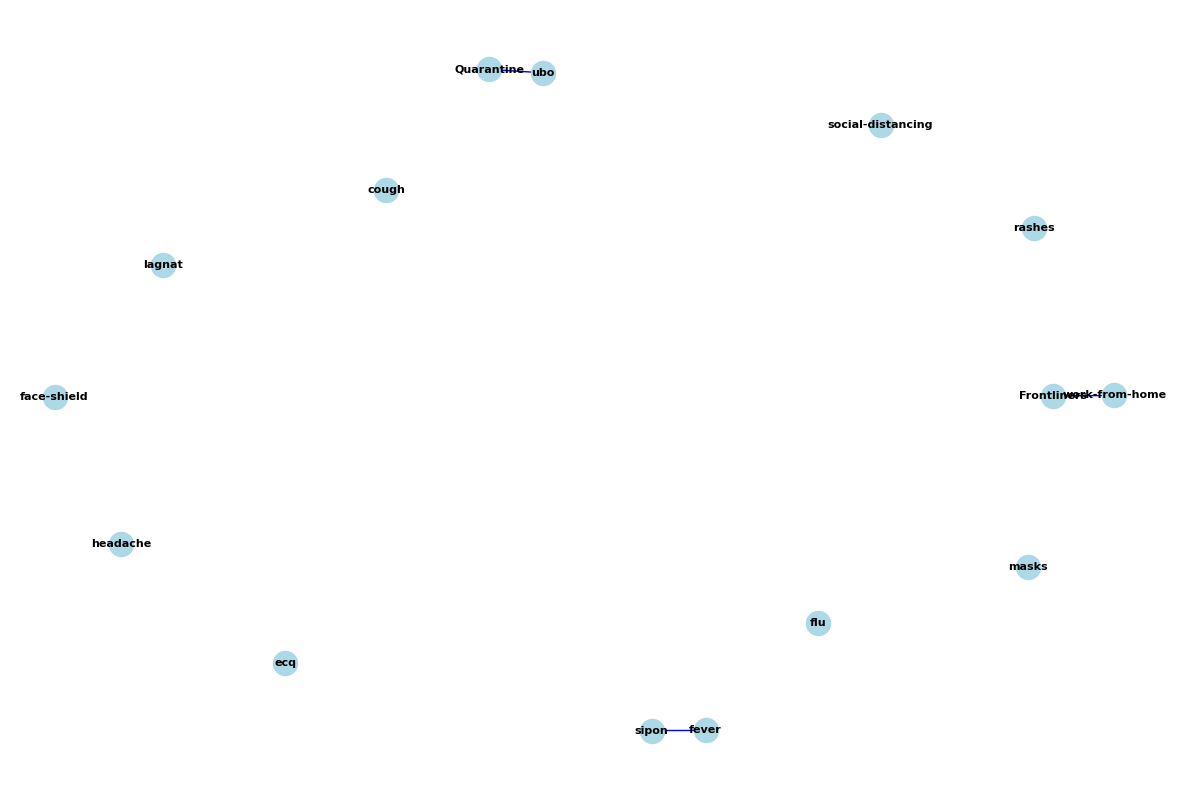 Quarantine
ubo
social-distancing
cough
rashes
lagnat
Frontliners
work-from-home
face-shield
headache
masks
flu
ecq
sipon
fever